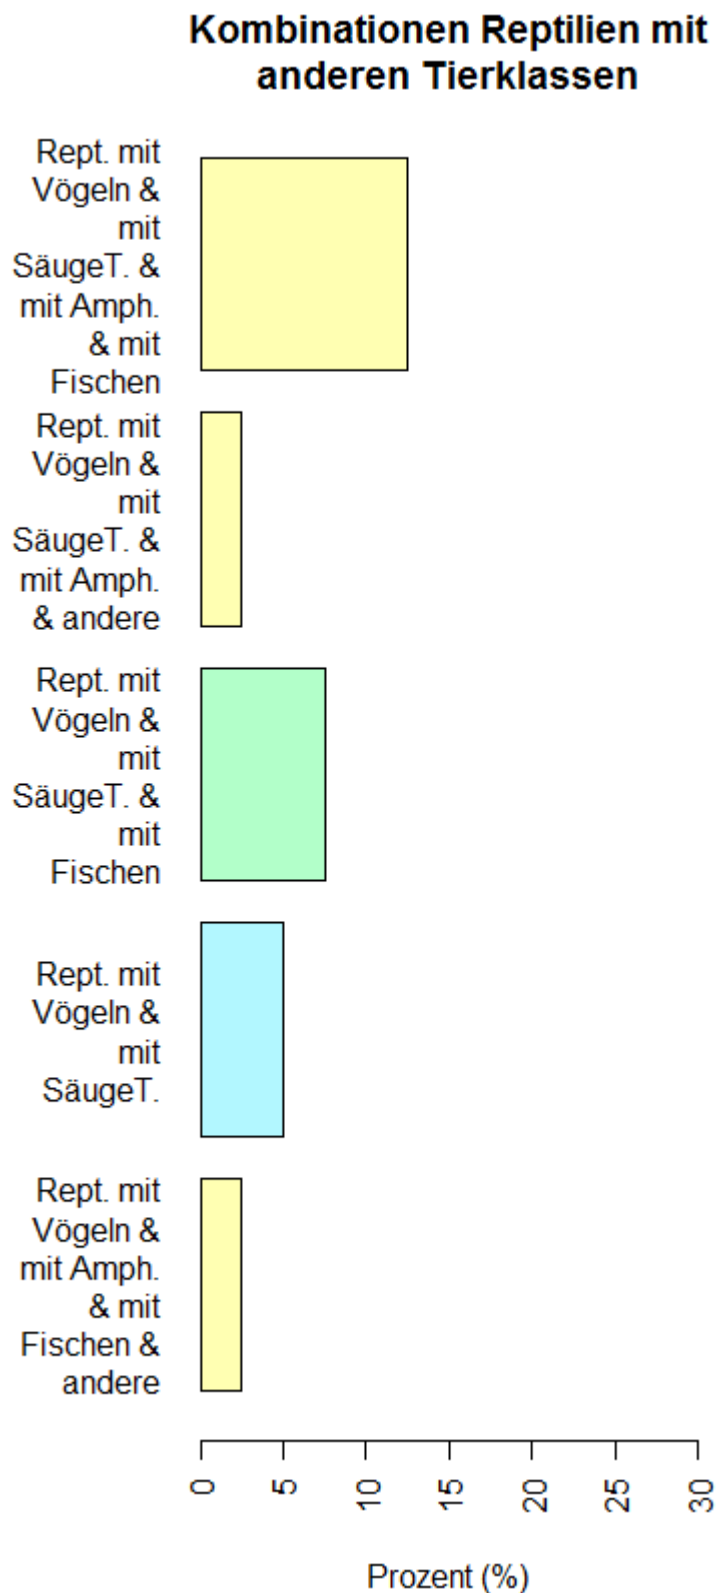 Kombinationen Reptilien mit
anderen Tierklassen
Rept. mit
Vögeln &
mit
SäugeT. &
mit Amph.
& mit
Fischen
Rept. mit
Vögeln &
mit
SäugeT. &
mit Amph.
& andere
Rept. mit
Vögeln &
mit
SäugeT. &
mit
Fischen
Rept. mit
Vögeln &
mit
SäugeT.
Rept. mit
Vögeln &
mit Amph.
& mit
Fischen &
andere
0 5 10 15 20 25 30
Prozent (%)